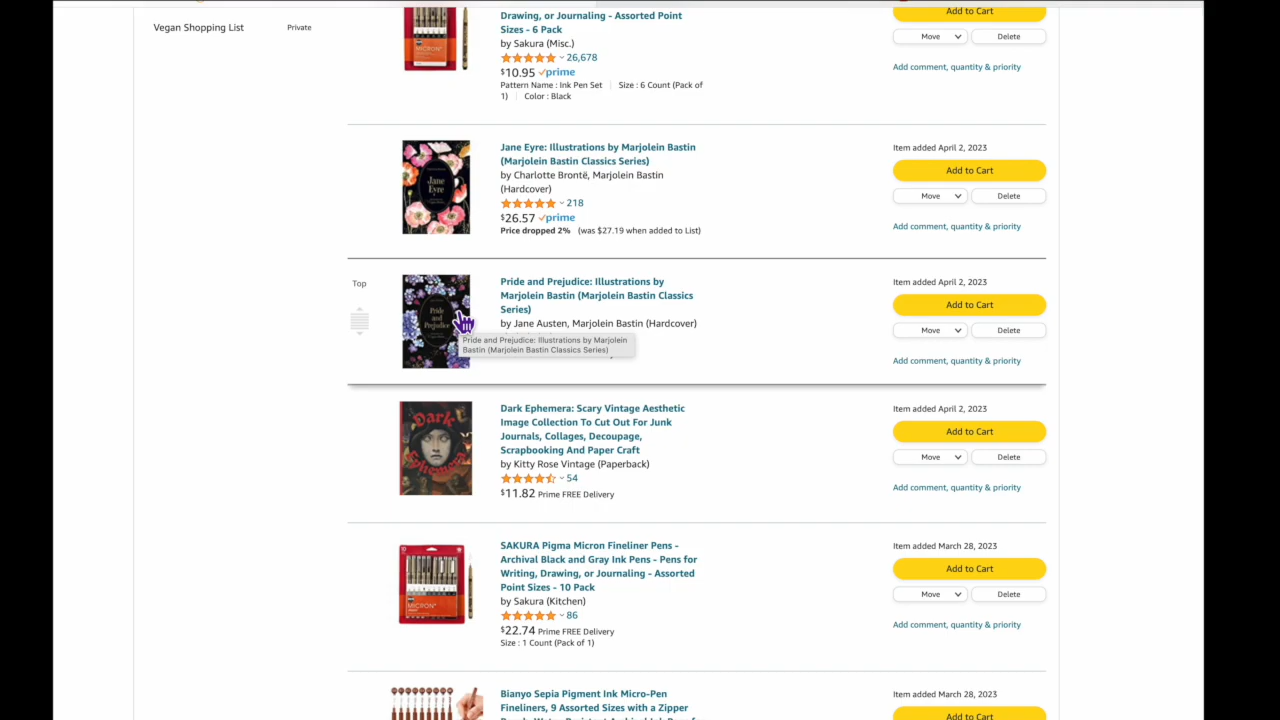 Vegan Shopping List Private
Drawing, or Journaling - Assorted Point
Sizes - 6 Pack
by Sakura (Misc.)
26,678
$10.95 prime
Pattern Name : Ink Pen Set | Size : 6 Count (Pack of
1) | Color : Black
Add to Cart
Move Delete
Add comment, quantity & priority
MICRON
Jane Eyre: Illustrations by Marjolein Bastin
(Marjolein Bastin Classics Series)
by Charlotte Brontë, Marjolein Bastin
(Hardcover)
218
$26.57 prime
Price dropped 2% (was $27.19 when added to List)
Item added April 2, 2023
Add to Cart
Move Delete
Add comment, quantity & priority
Jane
Eyre
Top
Pride and Prejudice: Illustrations by
Marjolein Bastin (Marjolein Bastin Classics
Series)
by Jane Austen, Marjolein Bastin (Hardcover)
Pride and Prejudice: Illustrations by Marjolein
Bastin (Marjolein Bastin Classics Series)
Item added April 2, 2023
Add to Cart
Move Delete
Add comment, quantity & priority
Pride
and
Prejudice
Dark Ephemera: Scary Vintage Aesthetic
Image Collection To Cut Out For Junk
Journals, Collages, Decoupage,
Scrapbooking And Paper Craft
by Kitty Rose Vintage (Paperback)
54
$11.82 Prime FREE Delivery
Item added April 2, 2023
Add to Cart
Move Delete
Add comment, quantity & priority
Dark
Ephemera
SAKURA Pigma Micron Fineliner Pens -
Archival Black and Gray Ink Pens - Pens for
Writing, Drawing, or Journaling - Assorted
Point Sizes - 10 Pack
by Sakura (Kitchen)
86
$22.74 Prime FREE Delivery
Size : 1 Count (Pack of 1)
Item added March 28, 2023
Add to Cart
Move Delete
Add comment, quantity & priority
MICRON
Bianyo Sepia Pigment Ink Micro-Pen
Fineliners, 9 Assorted Sizes with a Zipper
Item added March 28, 2023
Add to Cart